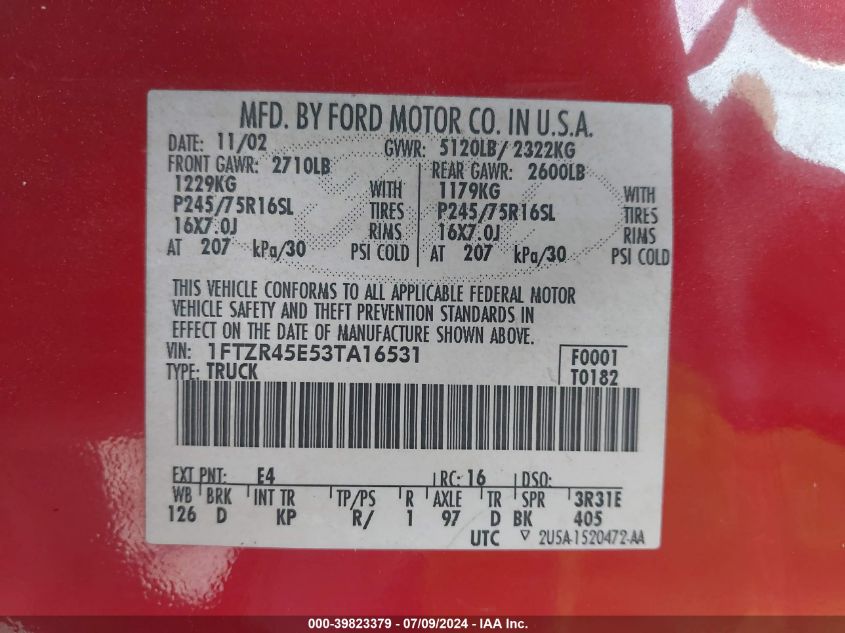 MFD. BY FORD MOTOR CO. IN U.S.A.
DATE: 11/02 GVWR: 5120LB/ 2322KG
FRONT GAWR: 2710LB REAR GAWR: 2600LB
1229KG WITH 1179KG WITH
P245/75R16SL TIRES P245/75R16SL TIRES
16X7.0J RIMS 16X7.0J RIMS
AT 207 kPa/30 PSI COLD AT 207 kPa/30 PSI COLD
THIS VEHICLE CONFORMS TO ALL APPLICABLE FEDERAL MOTOR
VEHICLE SAFETY AND THEFT PREVENTION STANDARDS IN
EFFECT ON THE DATE OF MANUFACTURE SHOWN ABOVE.
VIN: 1FTZR45E53TA16531 F0001
TYPE: TRUCK T0182
EXT PNT: E4 RC: 16 DSO:
WB BRK INT TR TP/PS R AXLE TR SPR 3R31E
126 D KP R/ 1 97 D BK 405
UTC ▽ 2U5A-1520472-AA
000-39823379 / 07/09/2024 - IAA Inc.